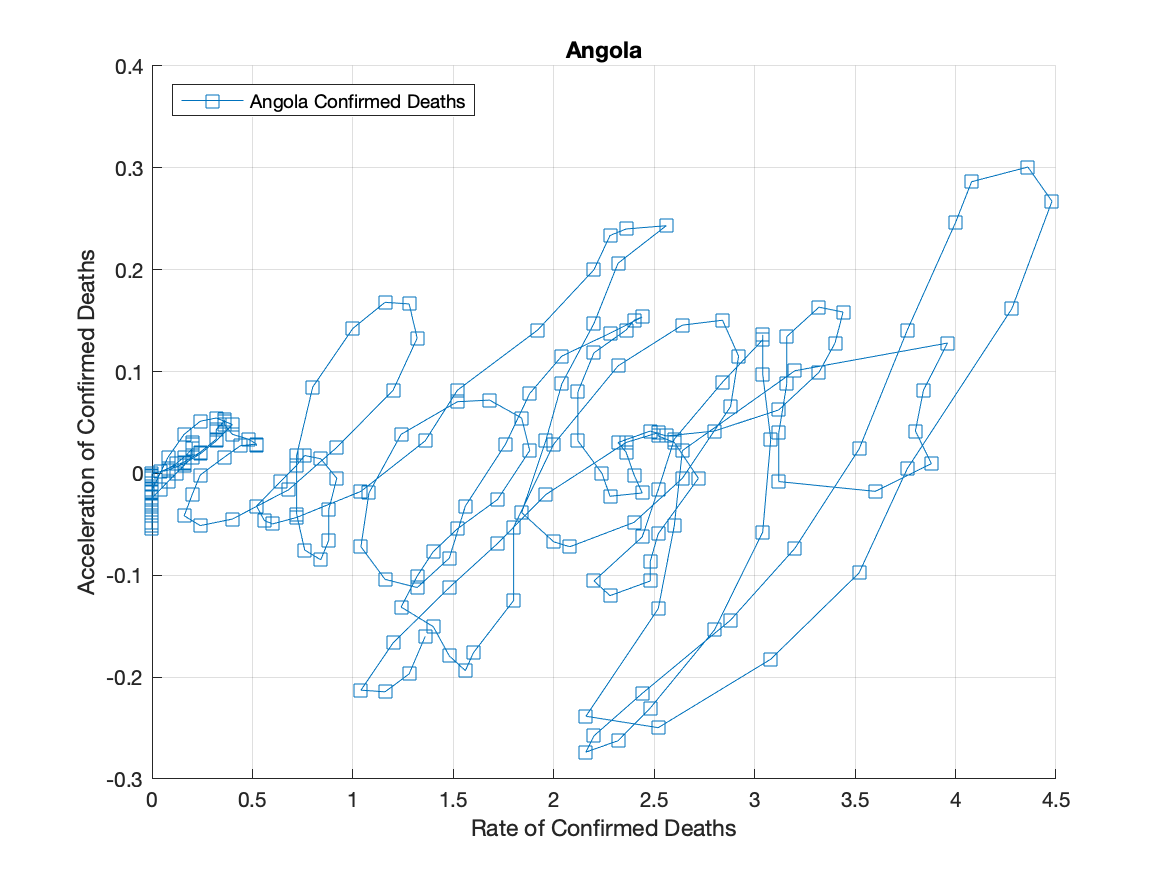 Angola
Angola Confirmed Deaths
0.4
0.3
0.2
0.1
0
-0.1
-0.2
-0.3
Acceleration of Confirmed Deaths
0 0.5 1 1.5 2 2.5 3 3.5 4 4.5
Rate of Confirmed Deaths